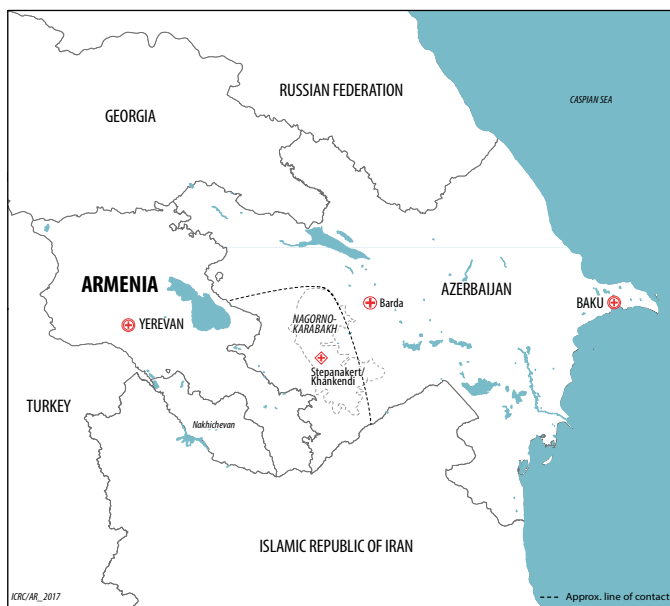 RUSSIAN FEDERATION
CASPIAN SEA
GEORGIA
ARMENIA
AZERBAIJAN
BAKU
Barda
NAGORNO-
KARABAKH
YEREVAN
Stepanakert/
Khankendi
TURKEY
Nakhichevan
ISLAMIC REPUBLIC OF IRAN
ICRC/AR_2017
Approx. line of contact